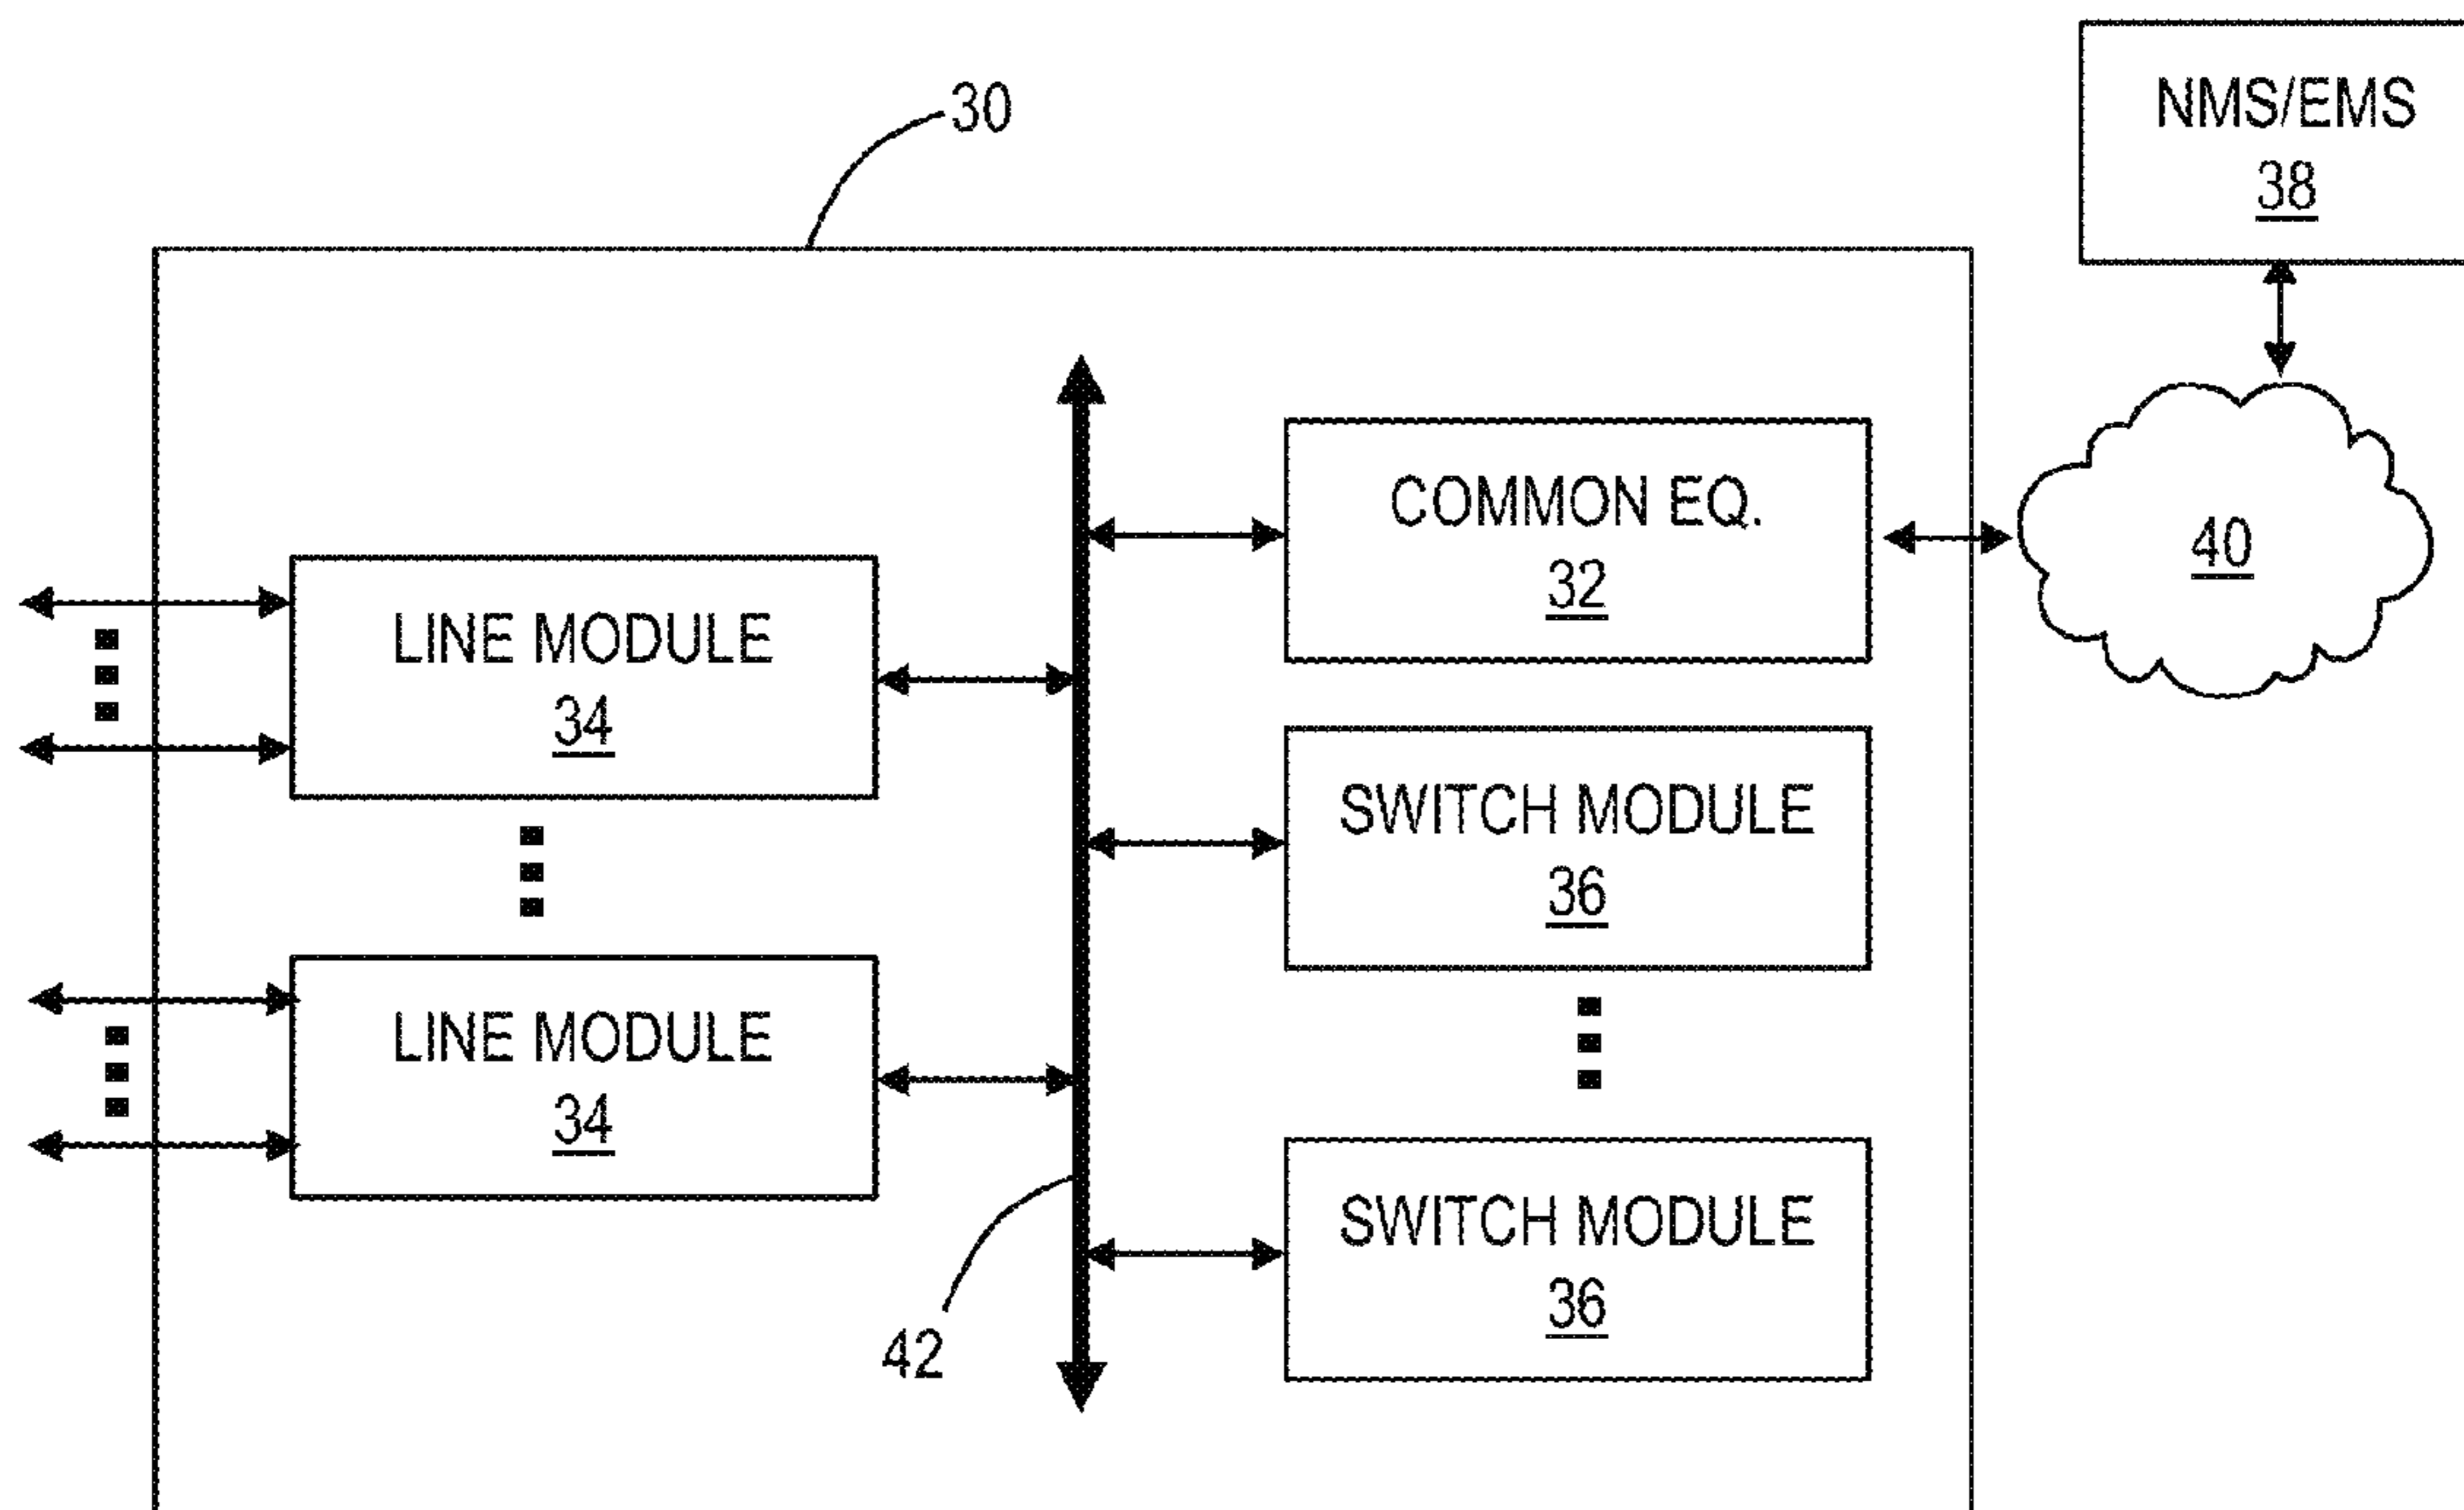 30
NMS/EMS
38
COMMON EQ.
32
40
LINE MODULE
34
SWITCH MODULE
36
LINE MODULE
34
SWITCH MODULE
36
42